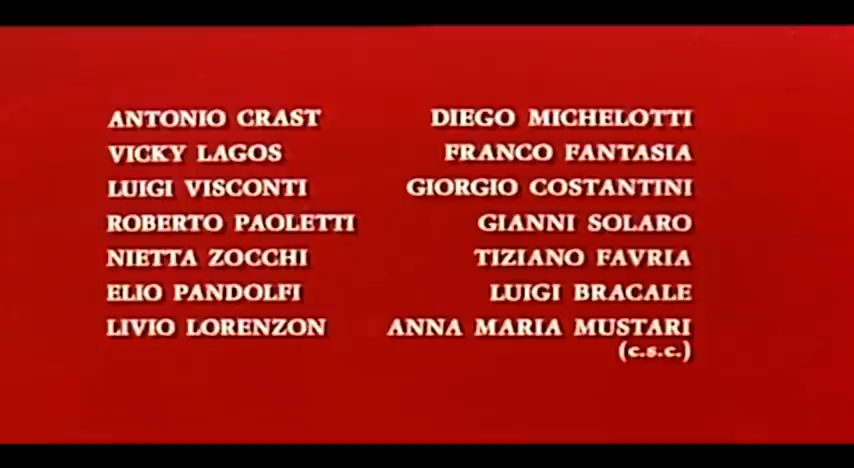 ANTONIO CRAST
VICKY LAGOS
LUIGI VISCONTI
ROBERTO PAOLETTI
NIETTA ZOCCHI
ELIO PANDOLFI
LIVIO LORENZON
DIEGO MICHELOTTI
FRANCO FANTASIA
GIORGIO COSTANTINI
GIANNI SOLARO
TIZIANO FAVRIA
LUIGI BRACALE
ANNA MARIA MUSTARI
(c.s.c.)